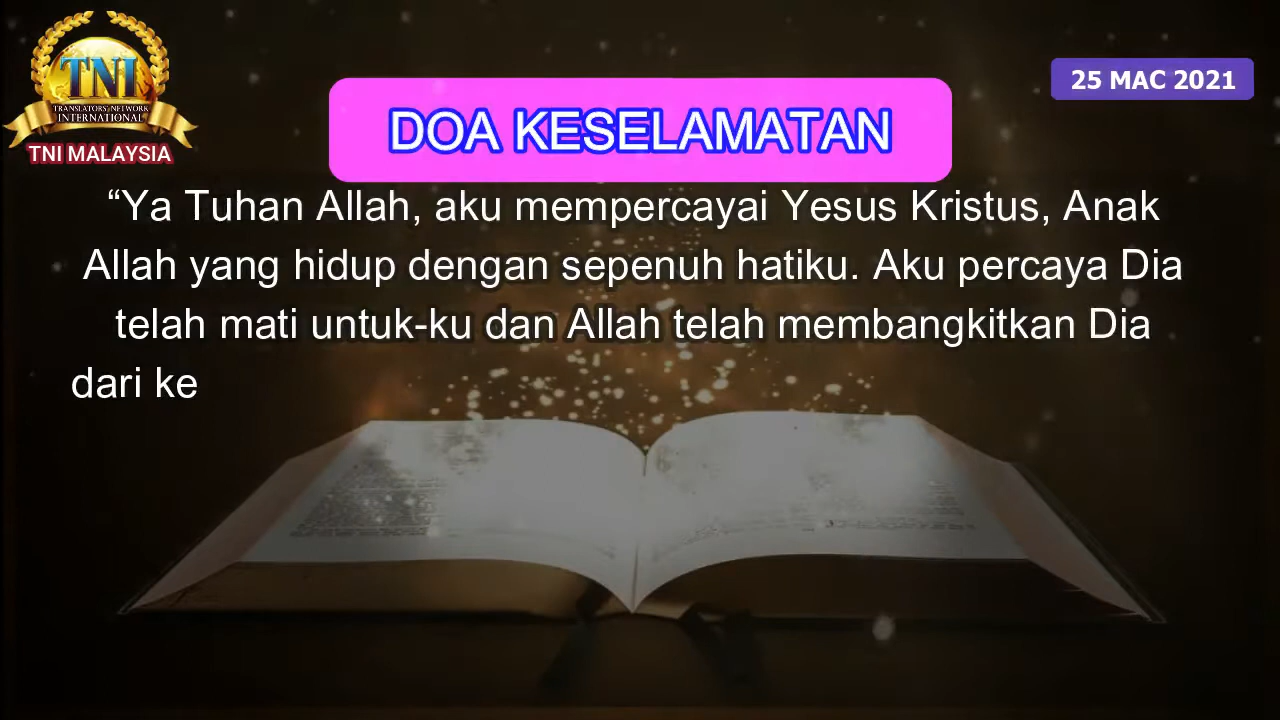 TNI
TRANSLATORS' NETWORK
INTERNATIONAL
TNI MALAYSIA
25 MAC 2021
DOA KESELAMATAN
“Ya Tuhan Allah, aku mempercayai Yesus Kristus, Anak
Allah yang hidup dengan sepenuh hatiku. Aku percaya Dia
telah mati untuk-ku dan Allah telah membangkitkan Dia
dari ke